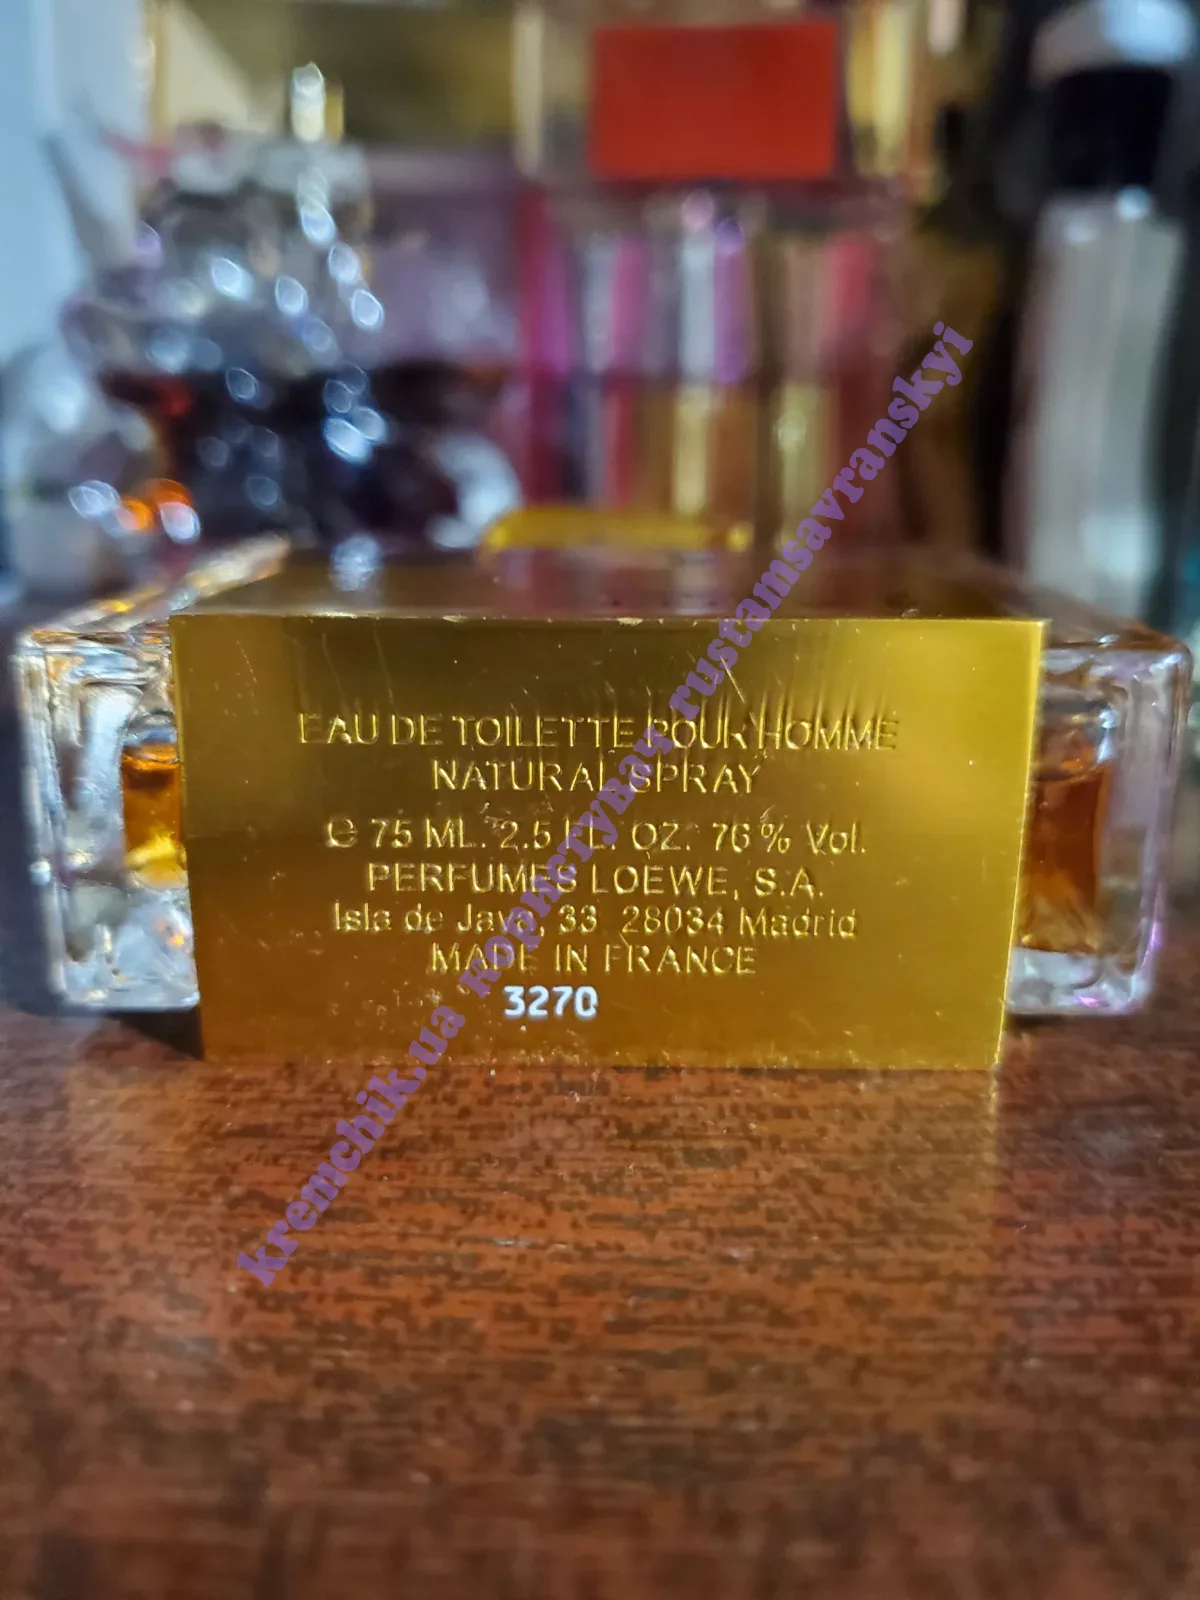 EAU DE TOILETTE POUR HOMME
NATURAL SPRAY
e 75 ML. 2.5 FL. OZ. 76% Vol.
PERFUMES LOEWE, S.A.
Isla de Java, 33 28034 Madrid
MADE IN FRANCE
3270
kremchik.ua Користувач rustamsavranskyi